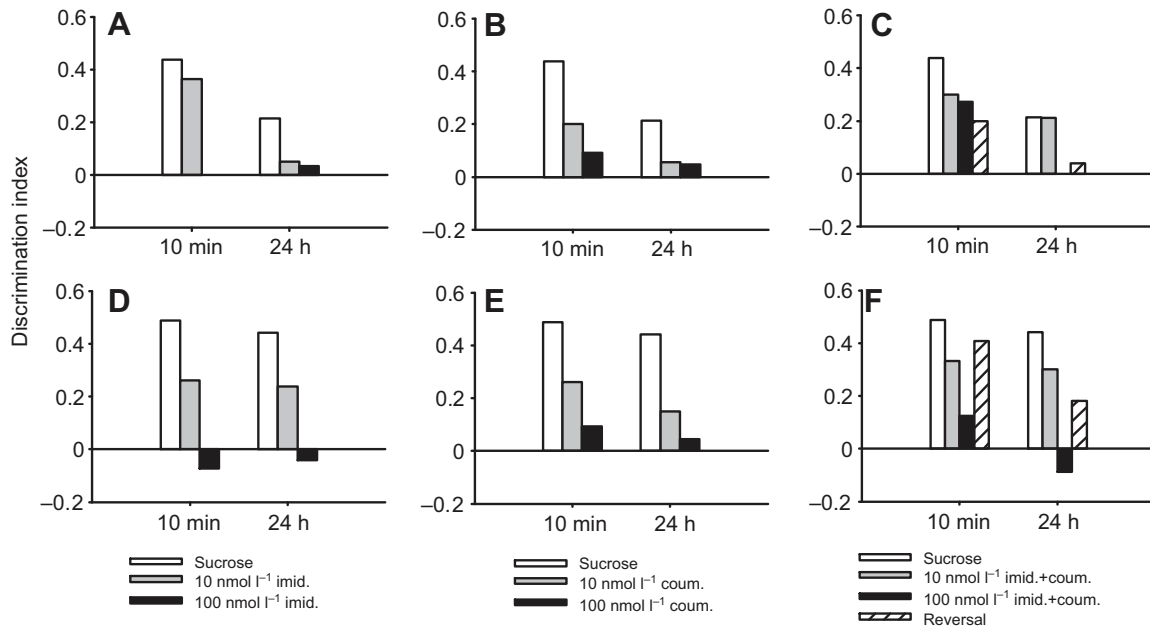 Discrimination index
A
0.6
0.4
0.2
0
–0.2
10 min 24 h
B
0.6
0.4
0.2
0
–0.2
10 min 24 h
C
0.6
0.4
0.2
0
–0.2
10 min 24 h
D
0.6
0.4
0.2
0
–0.2
10 min 24 h
Sucrose
10 nmol l⁻¹ imid.
100 nmol l⁻¹ imid.
E
0.6
0.4
0.2
0
–0.2
10 min 24 h
Sucrose
10 nmol l⁻¹ coum.
100 nmol l⁻¹ coum.
F
0.6
0.4
0.2
0
–0.2
10 min 24 h
Sucrose
10 nmol l⁻¹ imid.+coum.
100 nmol l⁻¹ imid.+coum.
Reversal